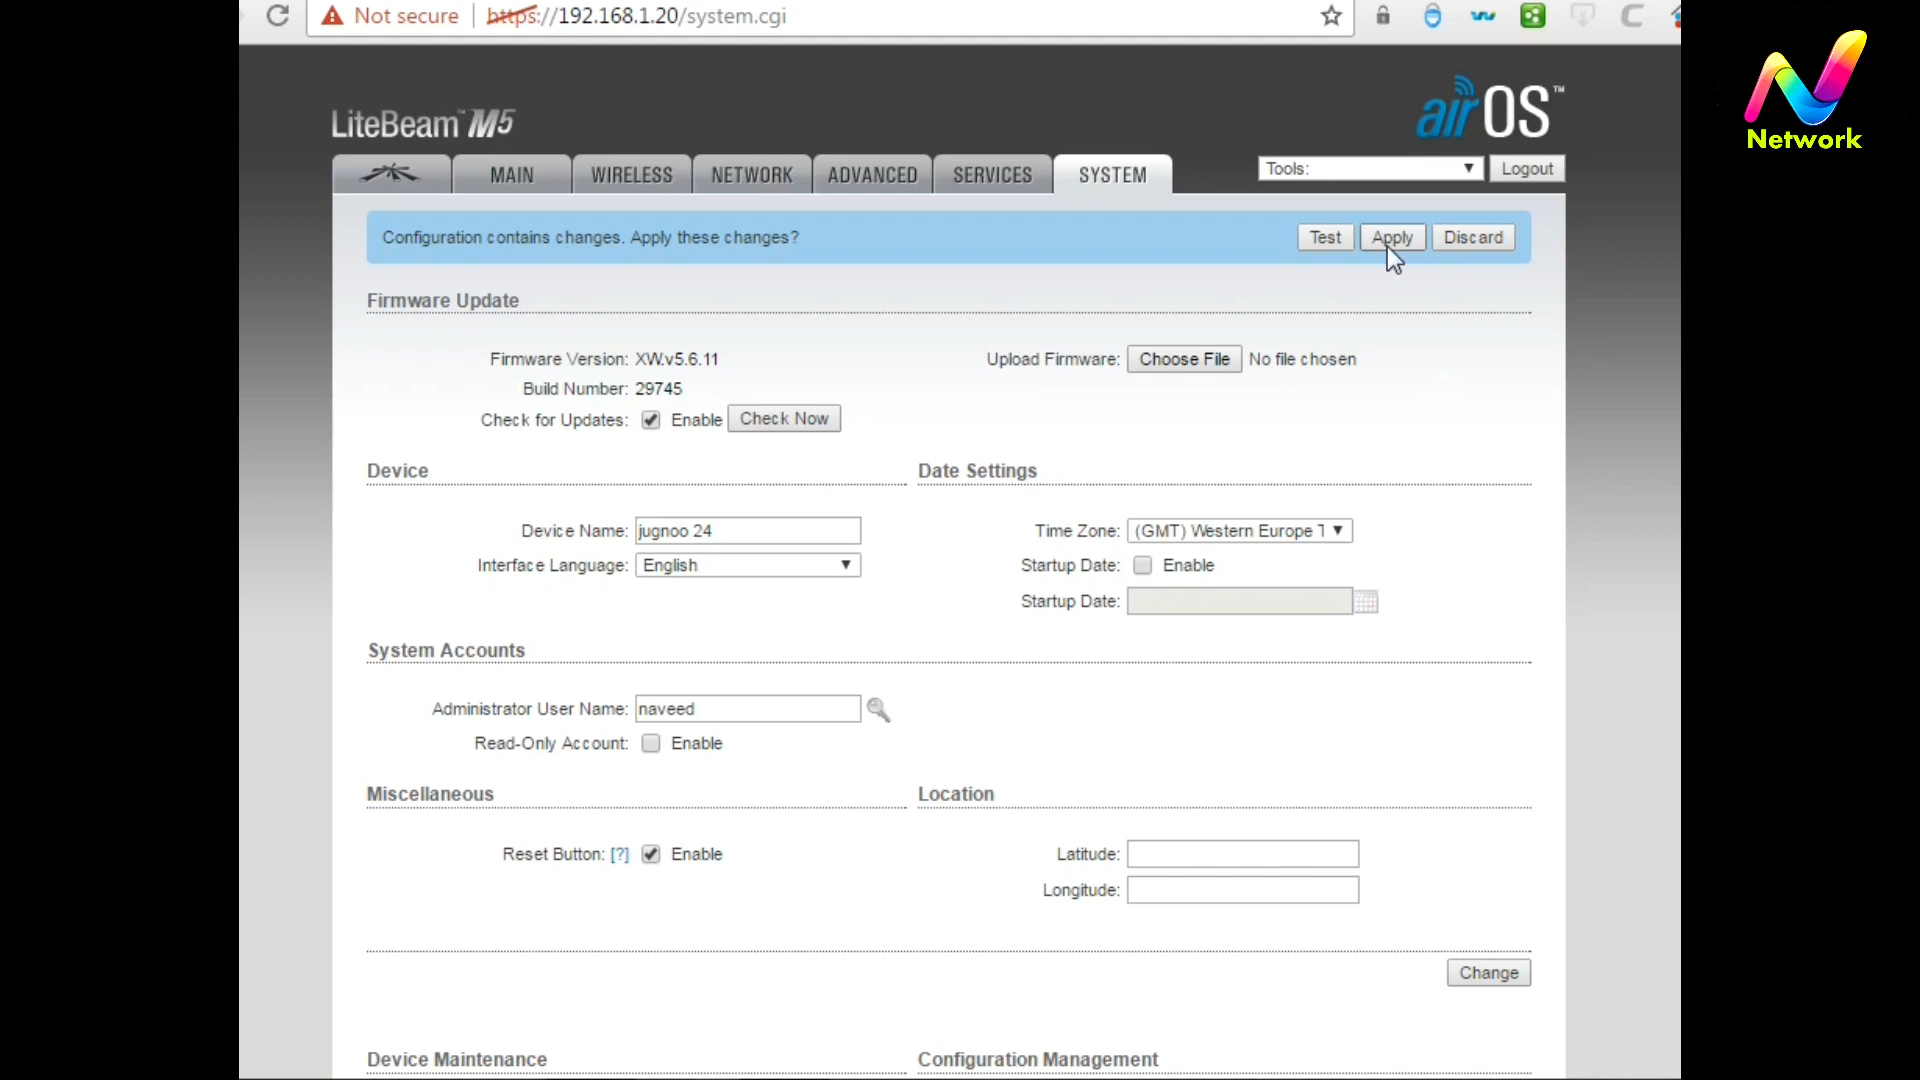 Not secure https://192.168.1.20/system.cgi
Network
LiteBeam™ M5
airOS™
MAIN WIRELESS NETWORK ADVANCED SERVICES SYSTEM Tools: Logout
Configuration contains changes. Apply these changes? Test Apply Discard
Firmware Update
Firmware Version: XW.v5.6.11 Upload Firmware: Choose File No file chosen
Build Number: 29745
Check for Updates: Enable Check Now
Device Date Settings
Device Name: jugnoo 24 Time Zone: (GMT) Western Europe T
Interface Language: English Startup Date: Enable
Startup Date:
System Accounts
Administrator User Name: naveed
Read-Only Account: Enable
Miscellaneous Location
Reset Button: [?] Enable Latitude:
Longitude:
Change
Device Maintenance Configuration Management